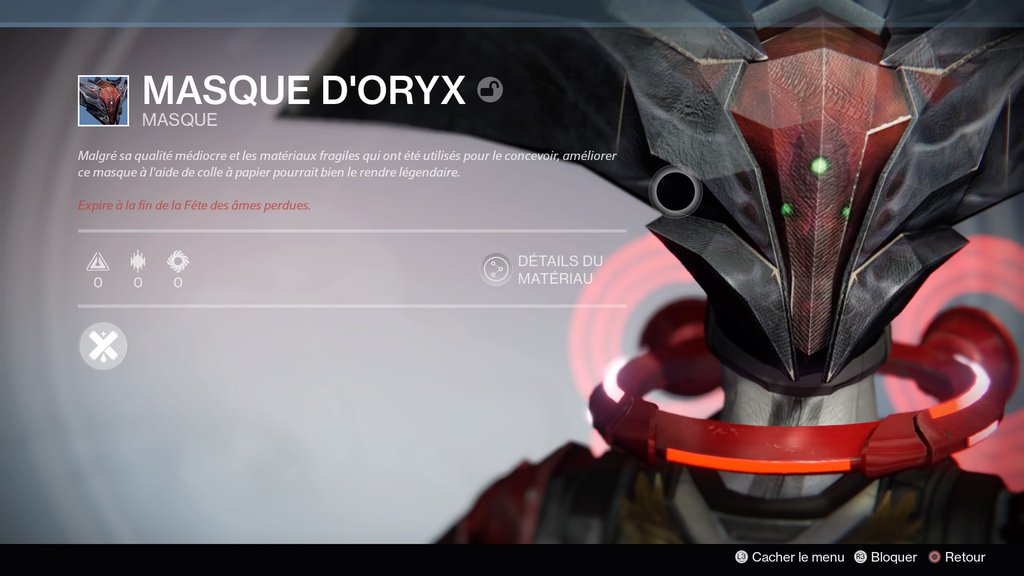 MASQUE D'ORYX
MASQUE
Malgré sa qualité médiocre et les matériaux fragiles qui ont été utilisés pour le concevoir, améliorer
ce masque à l'aide de colle à papier pourrait bien le rendre légendaire.
Expire à la fin de la Fête des âmes perdues.
0 0 0
DÉTAILS DU
MATÉRIAU
L3 Cacher le menu R3 Bloquer Retour